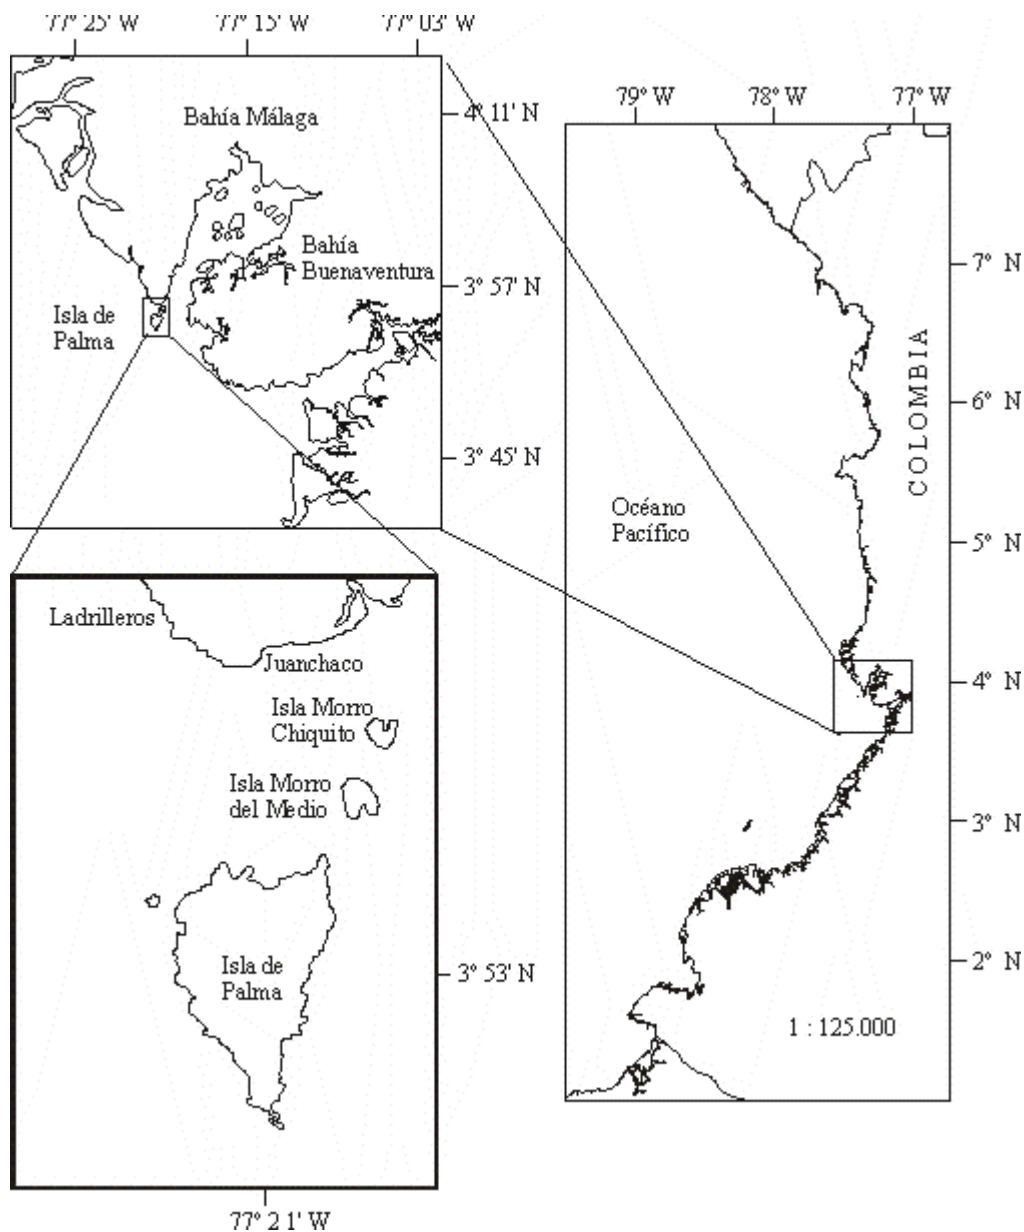 77° 25' W
77° 15' W
77° 03' W
4° 11' N
Bahía Málaga
Bahía
Buenaventura
3° 57' N
Isla de
Palma
3° 45' N
Ladrilleros
Juanchaco
Isla Morro
Chiquito
Isla Morro
del Medio
Isla de
Palma
3° 53' N
77° 21' W
79° W
78° W
77° W
7° N
COLOMBIA
6° N
Océano
Pacífico
5° N
4° N
3° N
2° N
1 : 125.000